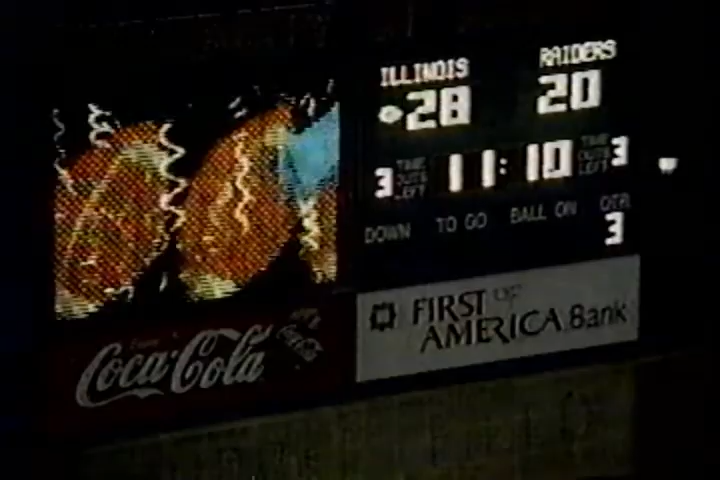 ILLINOIS RAIDERS
28 20
3 TIME OUTS LEFT 11:10 TIME OUTS LEFT 3
DOWN TO GO BALL ON QTR
3
FIRST OF
AMERICA Bank
Coca-Cola